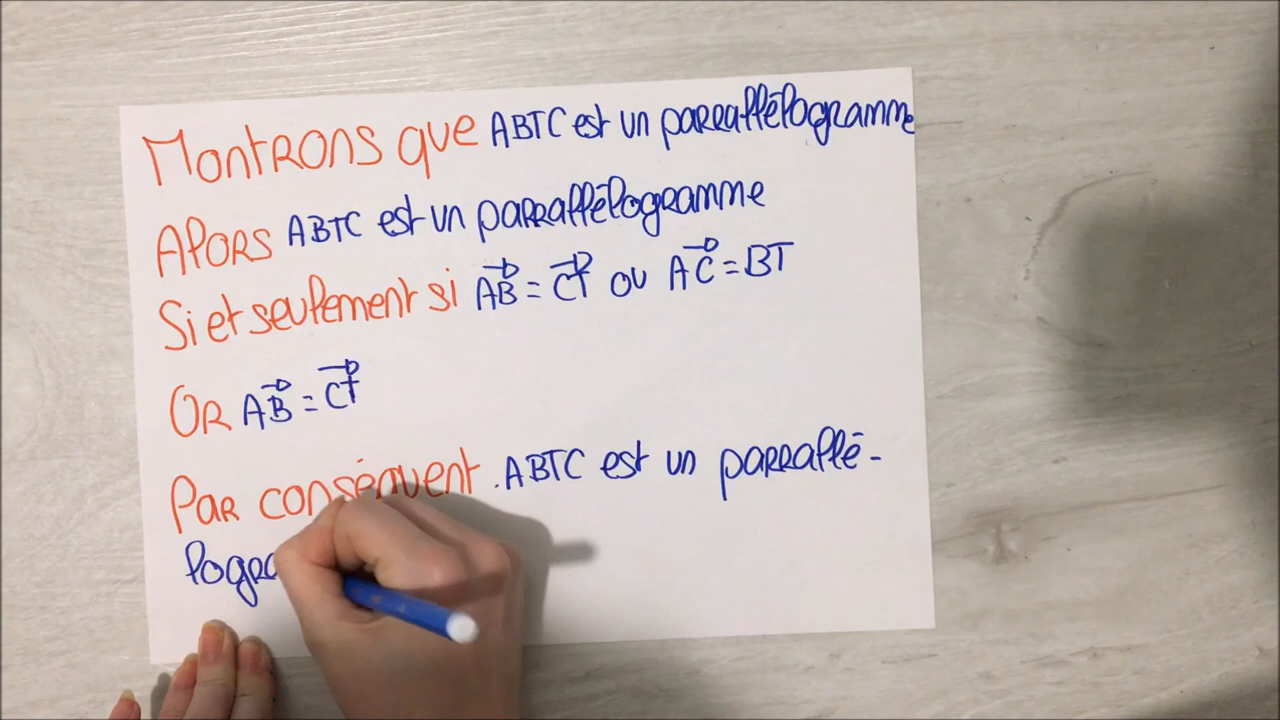 Montrons que ABTC est un parrallélogramme
Alors ABTC est un parrallélogramme
Si et seulement si AB⃗ = CT⃗ ou AC⃗ = BT
Or AB⃗ = CT⃗
Par conséquent . ABTC est un parrallé-